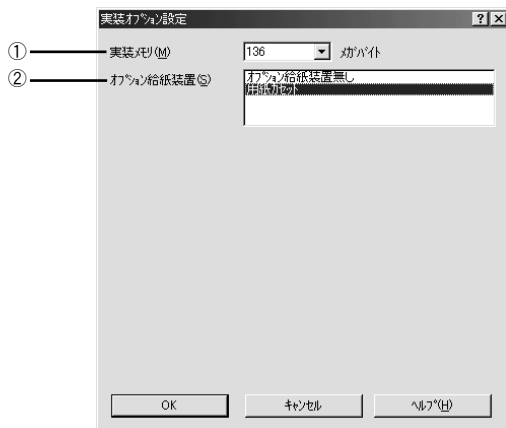 実装ｵﾌﾟｼｮﾝ設定
① 実装ﾒﾓﾘ(M) 136 ﾒｶﾞﾊﾞｲﾄ
② ｵﾌﾟｼｮﾝ給紙装置(S) ｵﾌﾟｼｮﾝ給紙装置無し
用紙ｶｾｯﾄ
OK ｷｬﾝｾﾙ ﾍﾙﾌﾟ(H)